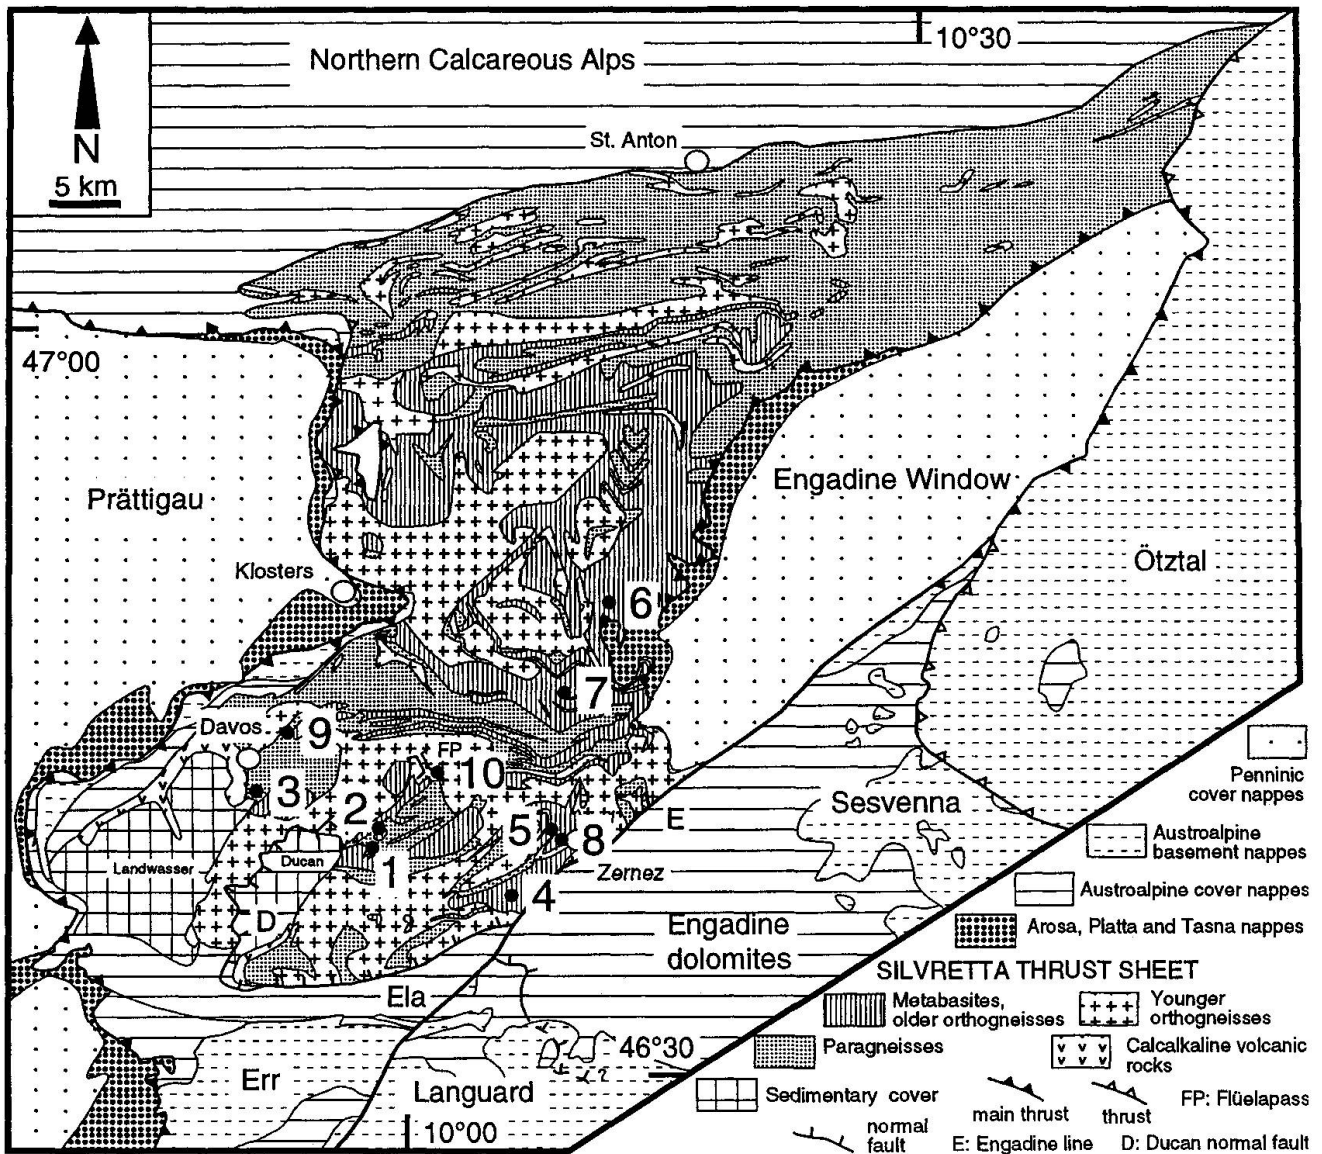 10°30
Northern Calcareous Alps
N
5 km
St. Anton
47°00
Prättigau
Engadine Window
Ötztal
Klosters
6
7
Davos
9
FP
10
3
2
Sesvenna
5
8
E
Landwasser
Ducan
1
Zernez
4
D
Engadine
dolomites
Ela
Err
Languard
46°30
10°00
Penninic
cover nappes
Austroalpine
basement nappes
Austroalpine cover nappes
Arosa, Platta and Tasna nappes
SILVRETTA THRUST SHEET
Metabasites,
older orthogneisses
Younger
orthogneisses
Paragneisses
Calcalkaline volcanic
rocks
Sedimentary cover
main thrust
thrust
FP: Flüelapass
normal
fault
E: Engadine line
D: Ducan normal fault